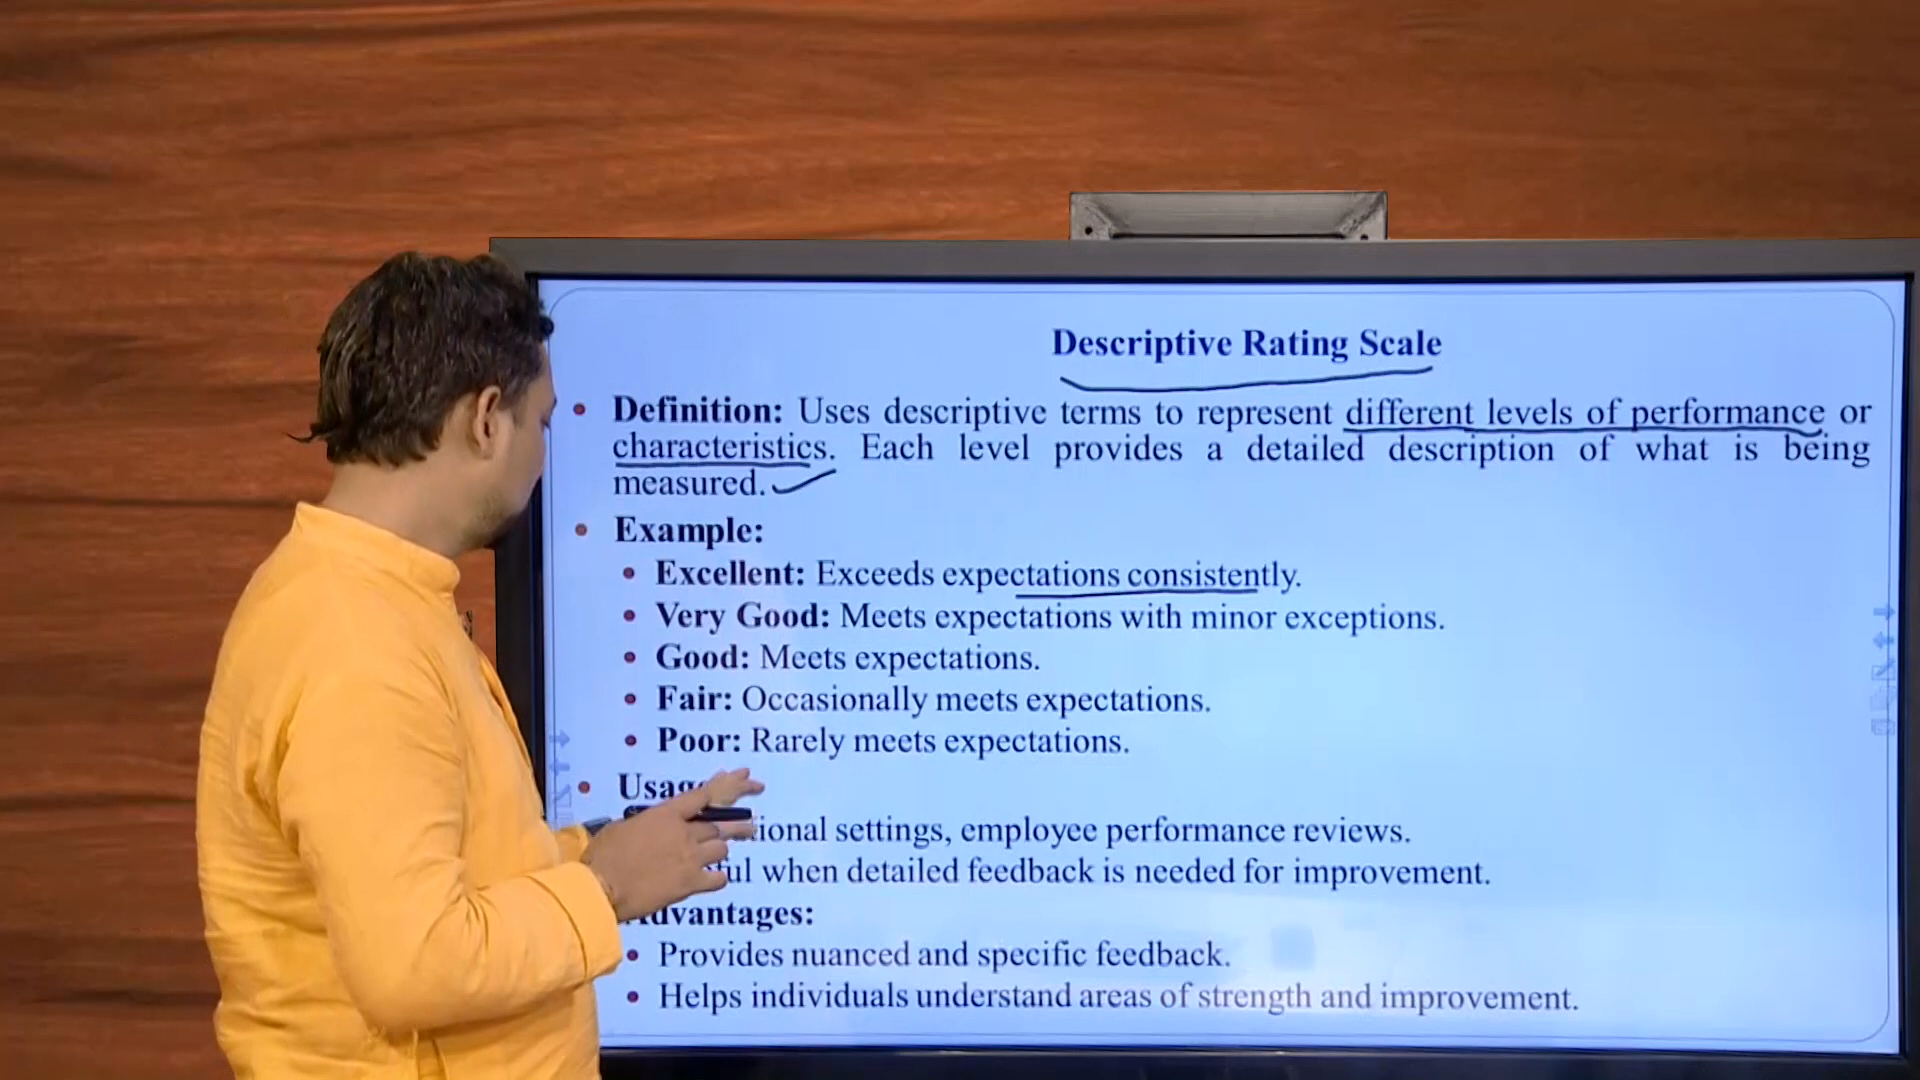 Descriptive Rating Scale
• Definition: Uses descriptive terms to represent different levels of performance or
characteristics. Each level provides a detailed description of what is being
measured.
• Example:
• Excellent: Exceeds expectations consistently.
• Very Good: Meets expectations with minor exceptions.
• Good: Meets expectations.
• Fair: Occasionally meets expectations.
• Poor: Rarely meets expectations.
•
settings, employee performance reviews.
when detailed feedback is needed for improvement.
Advantages:
• Provides nuanced and specific feedback.
• Helps individuals understand areas of strength and improvement.